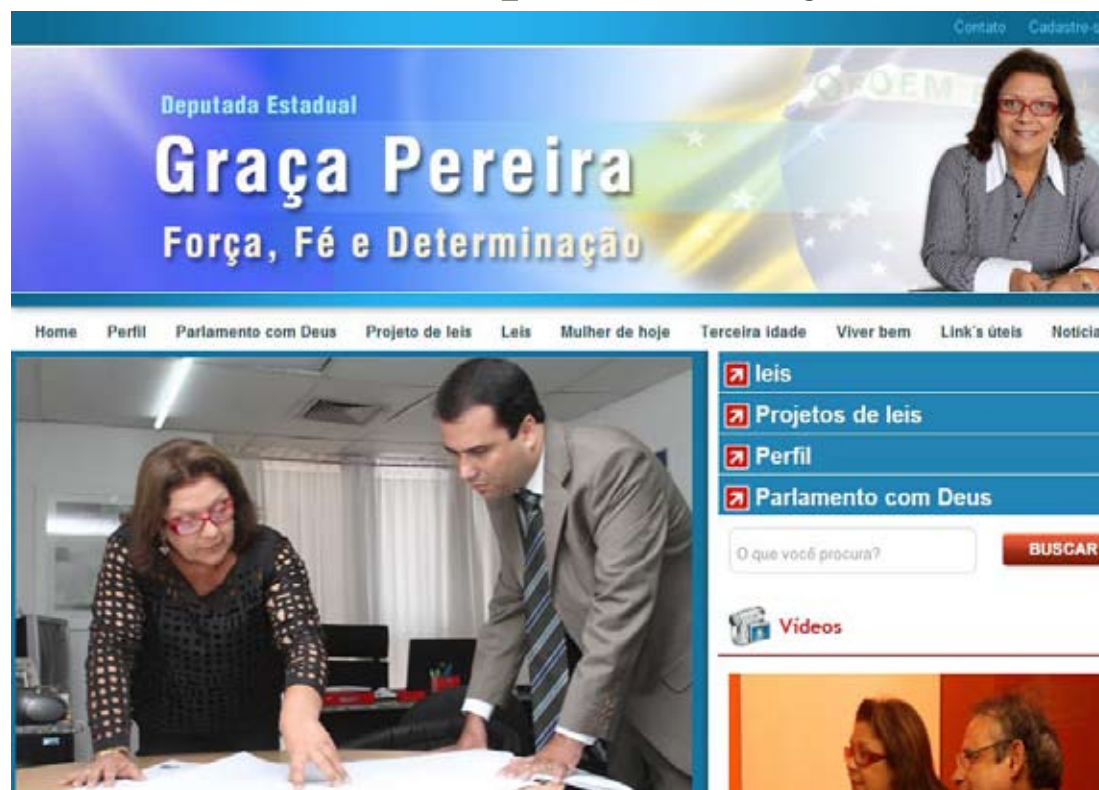 Contato Cadastre-s
Deputada Estadual
Graça Pereira
Força, Fé e Determinação
Home Perfil Parlamento com Deus Projeto de leis Leis Mulher de hoje Terceira idade Viver bem Link's úteis Notícia
leis
Projetos de leis
Perfil
Parlamento com Deus
O que você procura? BUSCAR
Vídeos